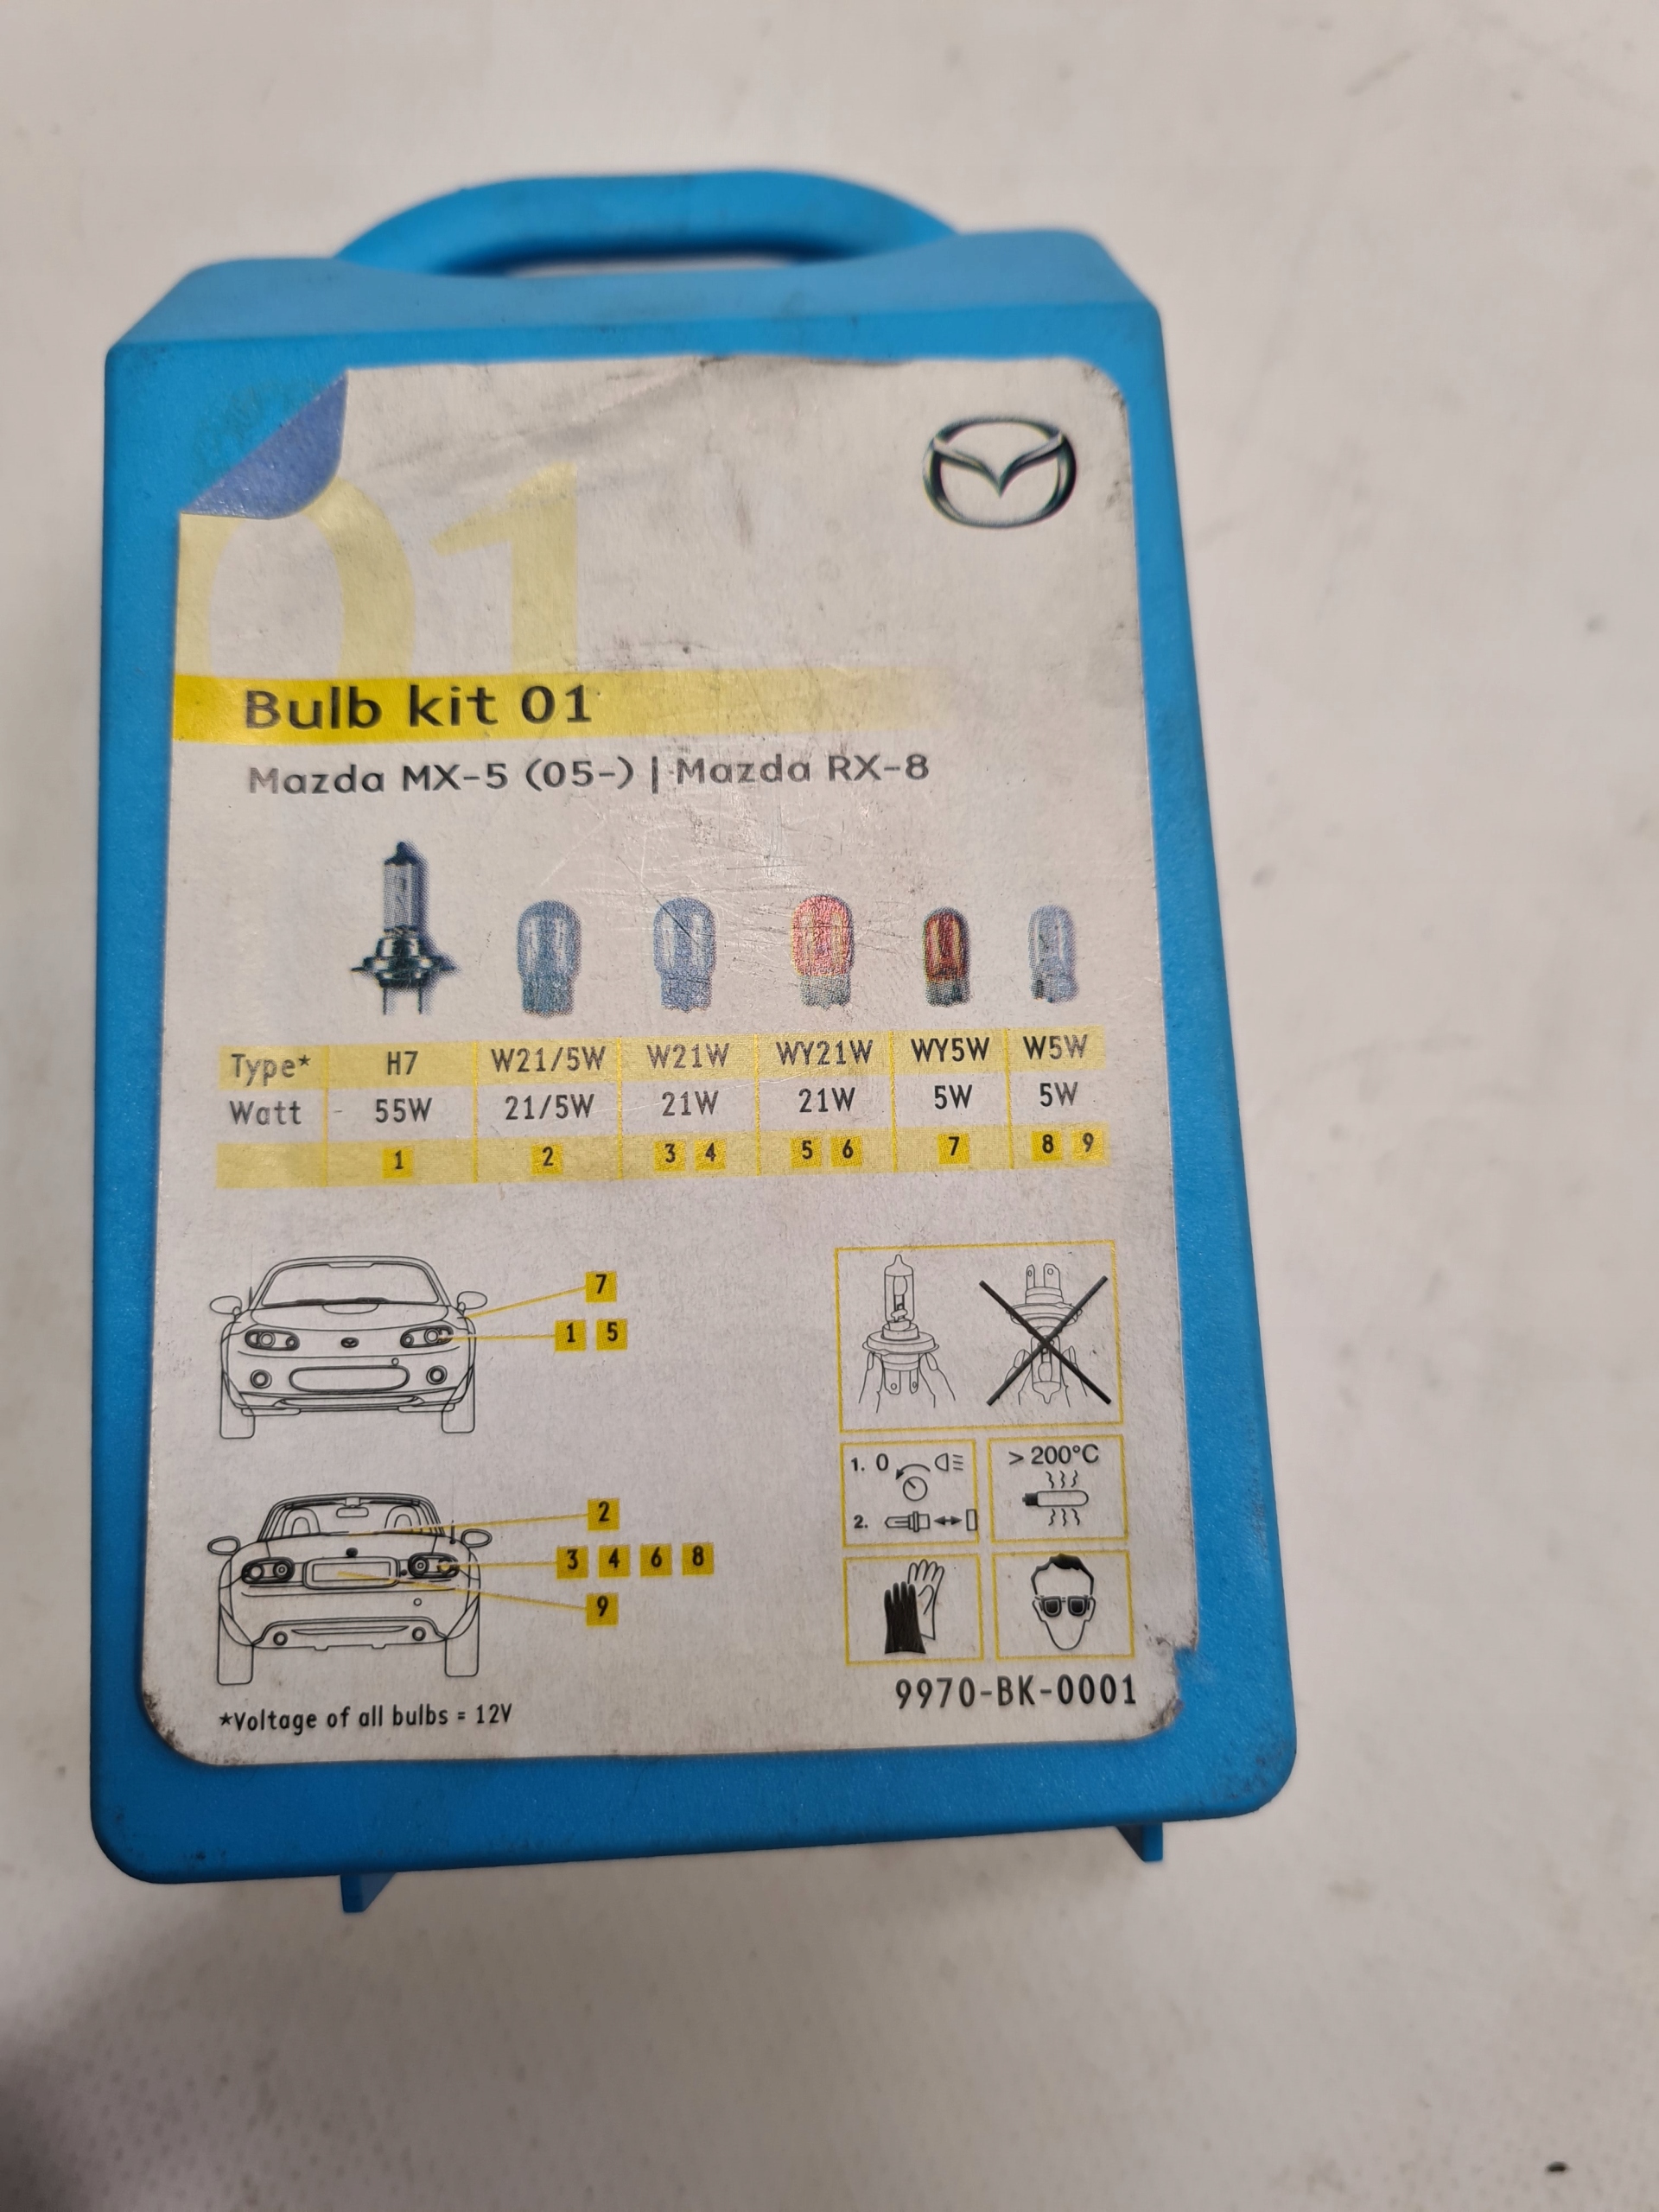 01
Bulb kit 01
Mazda MX-5 (05-) | Mazda RX-8
Type* H7 W21/5W W21W WY21W WY5W W5W
Watt 55W 21/5W 21W 21W 5W 5W
1 2 3 4 5 6 7 8 9
7
1 5
2
3 4 6 8
9
1. 0
2.
> 200°C
9970-BK-0001
*Voltage of all bulbs = 12V